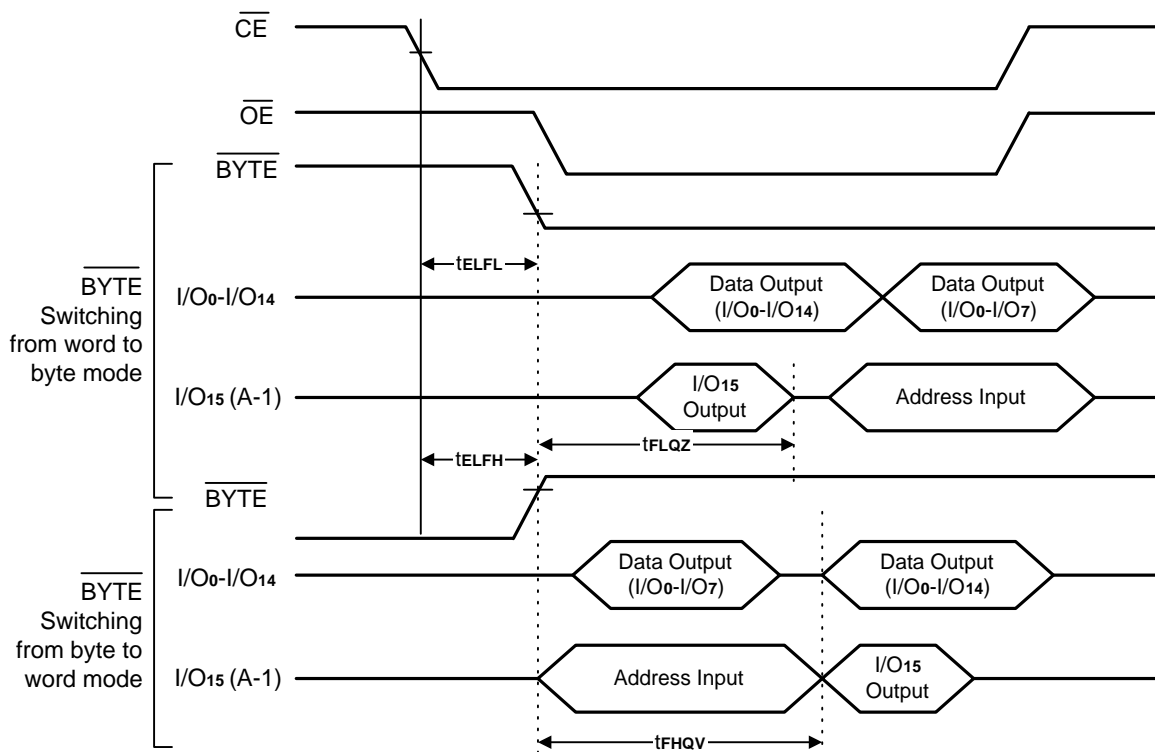 CE
OE
BYTE
tELFL
BYTE
Switching
from word to
byte mode
I/O0-I/O14
Data Output
(I/O0-I/O14)
Data Output
(I/O0-I/O7)
I/O15 (A-1)
I/O15
Output
Address Input
tELFH
tFLQZ
BYTE
BYTE
Switching
from byte to
word mode
I/O0-I/O14
Data Output
(I/O0-I/O7)
Data Output
(I/O0-I/O14)
I/O15 (A-1)
Address Input
I/O15
Output
tFHQV